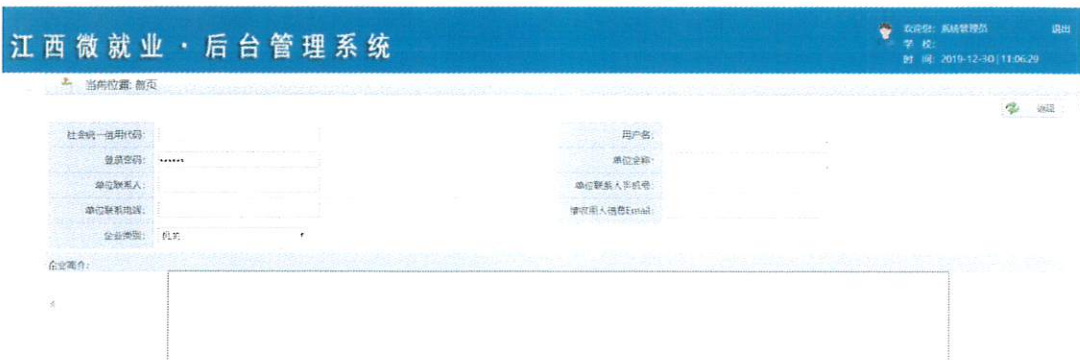 江西微就业·后台管理系统
欢迎您: 系统管理员 退出
学 校:
时 间: 2019-12-30|11:06:29
当前位置: 首页
返回
社会统一信用代码: 用户名:
登录密码: •••••• 单位全称:
单位联系人: 单位联系人手机号:
单位联系电话: 接收用人信息Email:
企业类别: 机关
企业简介: